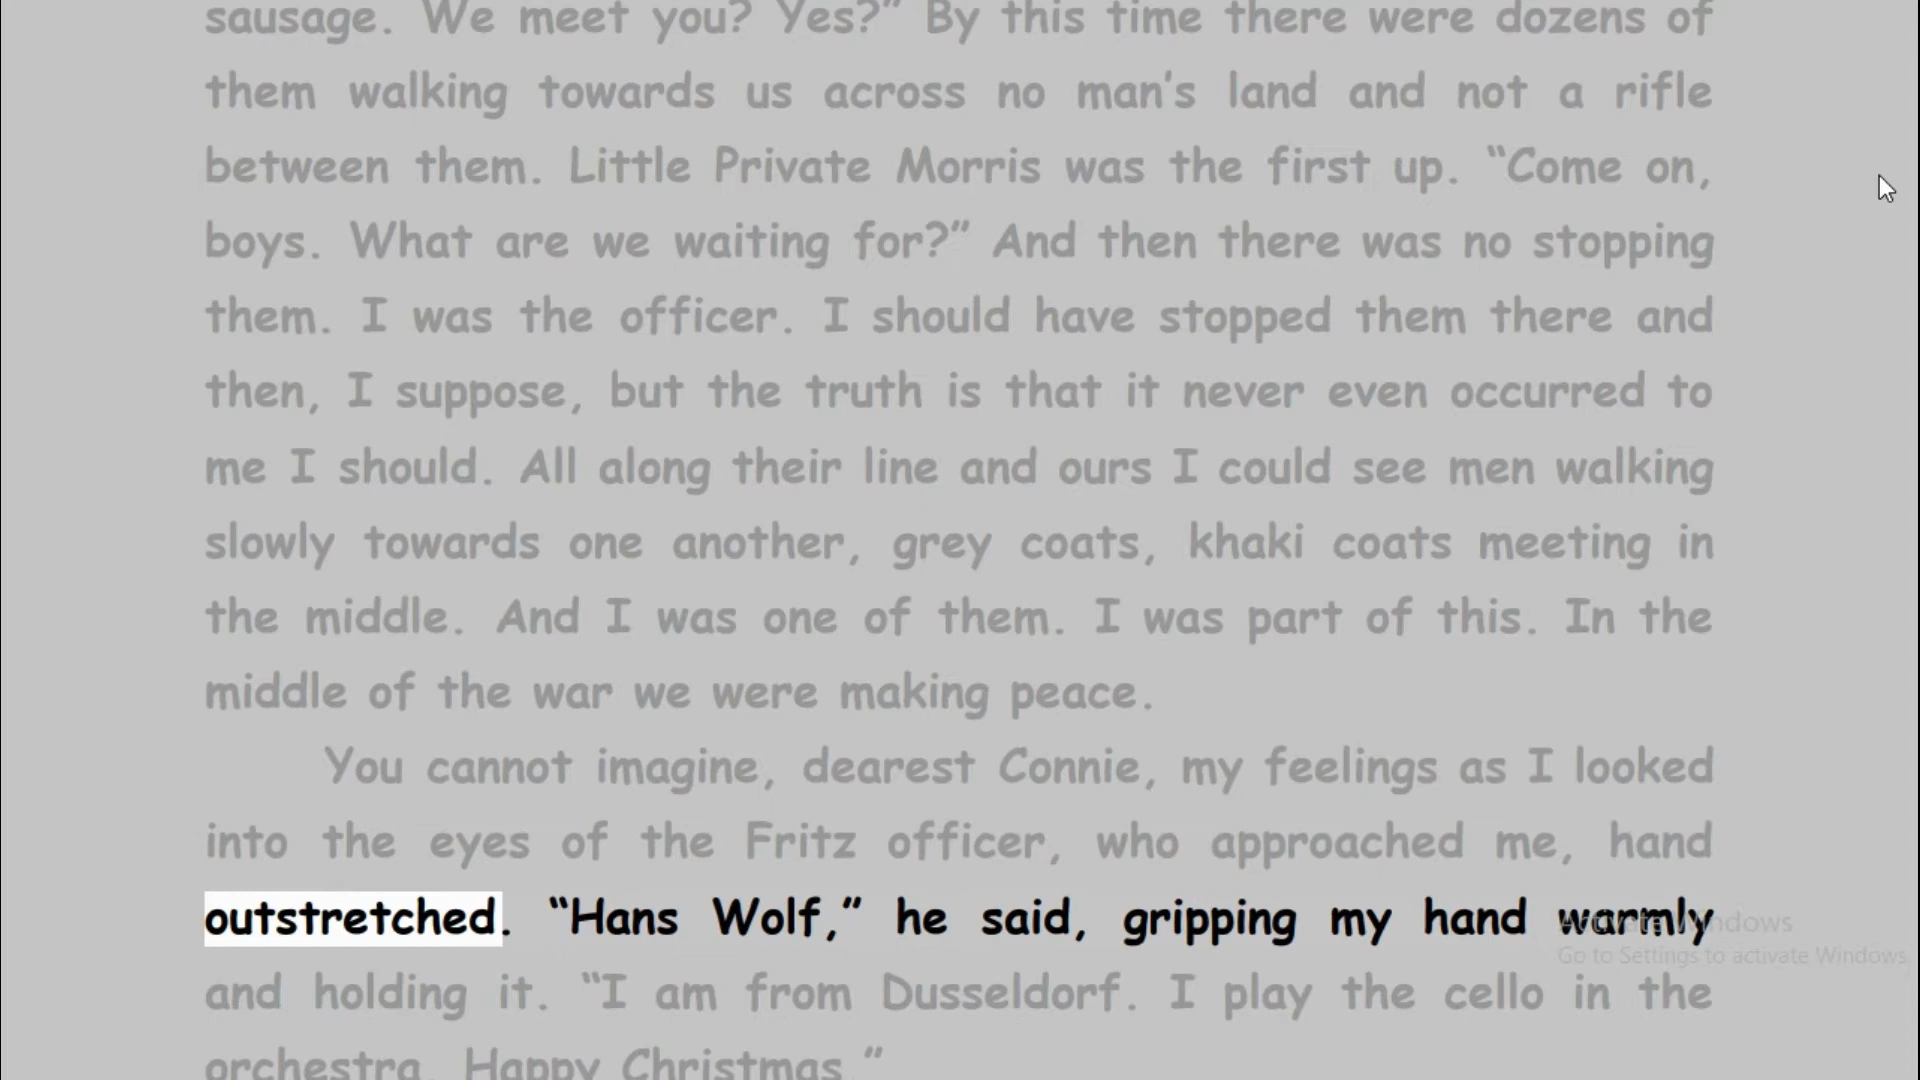 sausage. We meet you? Yes?” By this time there were dozens of
them walking towards us across no man's land and not a rifle
between them. Little Private Morris was the first up. “Come on,
boys. What are we waiting for?” And then there was no stopping
them. I was the officer. I should have stopped them there and
then, I suppose, but the truth is that it never even occurred to
me I should. All along their line and ours I could see men walking
slowly towards one another, grey coats, khaki coats meeting in
the middle. And I was one of them. I was part of this. In the
middle of the war we were making peace.
You cannot imagine, dearest Connie, my feelings as I looked
into the eyes of the Fritz officer, who approached me, hand
outstretched. “Hans Wolf,” he said, gripping my hand warmly
Activate Windows
Go to Settings to activate Windows.
and holding it. “I am from Dusseldorf. I play the cello in the
orchestra. Happy Christmas.”